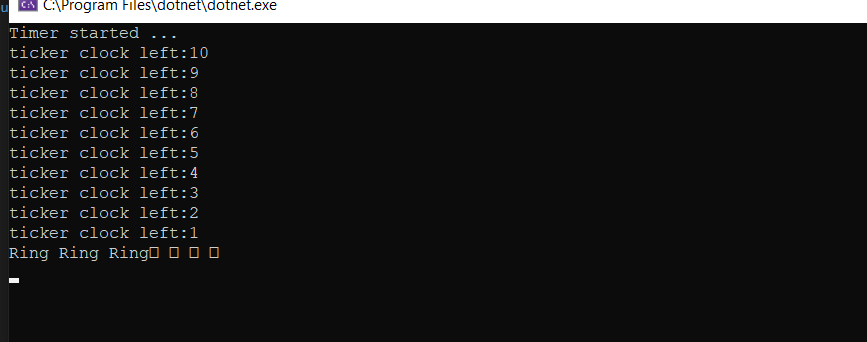 C:\Program Files\dotnet\dotnet.exe
Timer started ...
ticker clock left:10
ticker clock left:9
ticker clock left:8
ticker clock left:7
ticker clock left:6
ticker clock left:5
ticker clock left:4
ticker clock left:3
ticker clock left:2
ticker clock left:1
Ring Ring Ring□ □ □ □